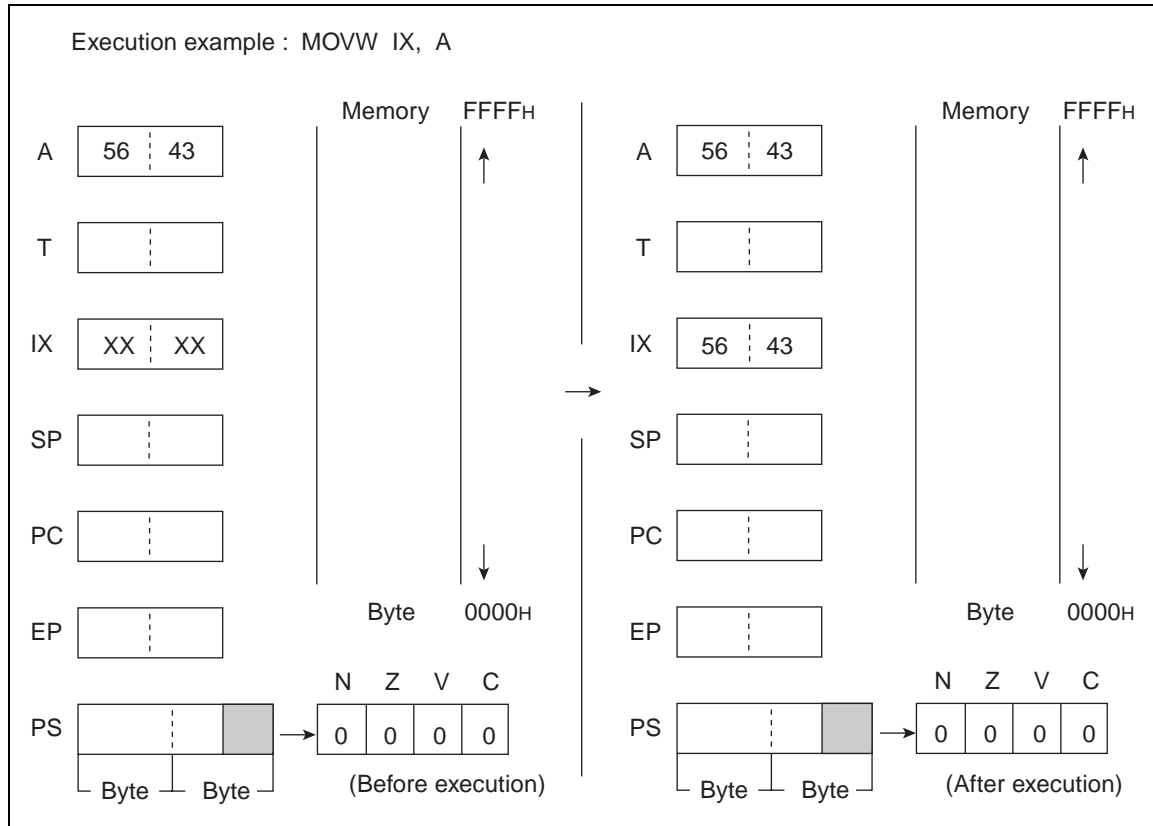 Execution example : MOVW IX, A
Memory FFFFH
A 56 43
T
IX XX XX
SP
PC
EP
Byte 0000H
N Z V C
PS 0 0 0 0
Byte Byte (Before execution)
Memory FFFFH
A 56 43
T
IX 56 43
SP
PC
EP
Byte 0000H
N Z V C
PS 0 0 0 0
Byte Byte (After execution)